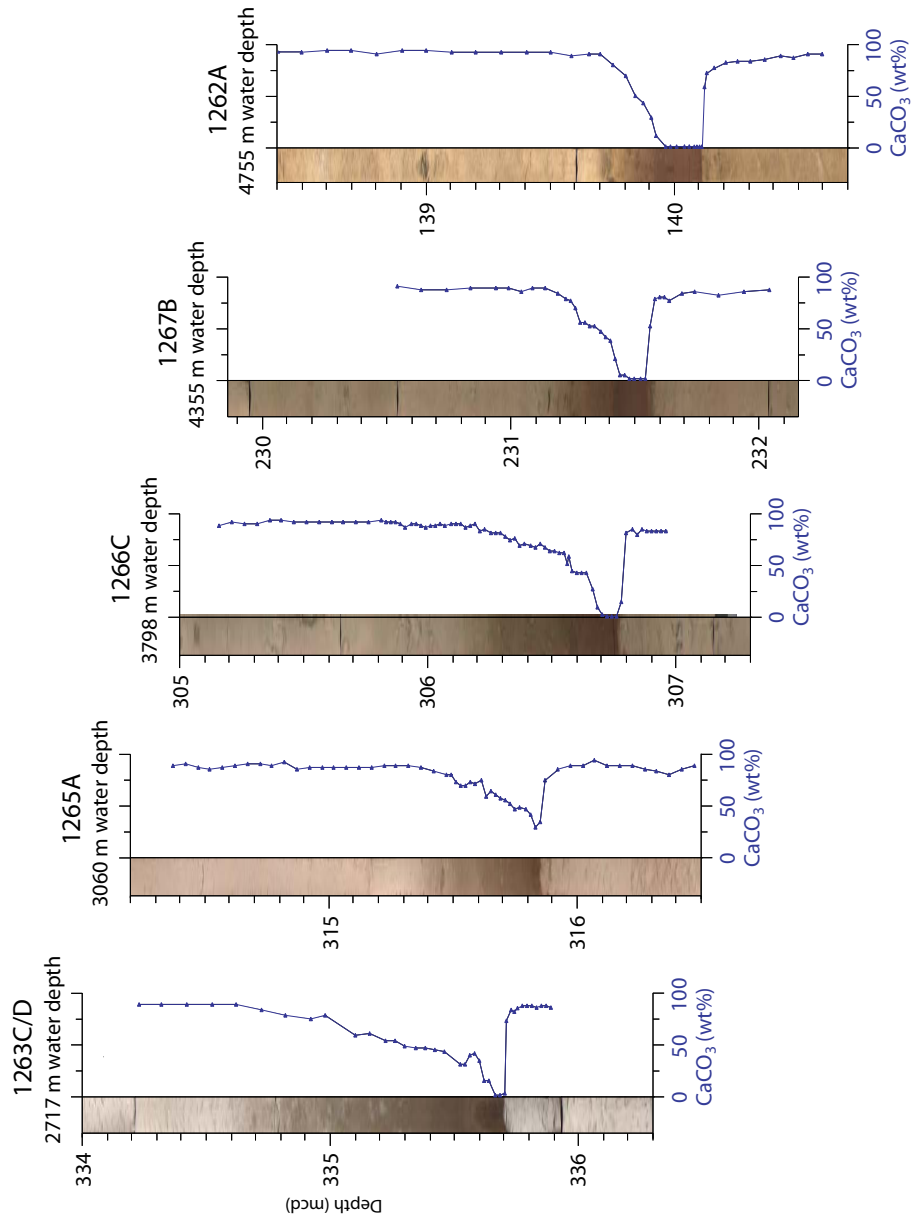 1263C/D
2717 m water depth
Depth (mcd)
334
335
336
0
50
100
CaCO3 (wt%)
1265A
3060 m water depth
315
316
0
50
100
CaCO3 (wt%)
1266C
3798 m water depth
305
306
307
0
50
100
CaCO3 (wt%)
1267B
4355 m water depth
230
231
232
0
50
100
CaCO3 (wt%)
1262A
4755 m water depth
139
140
0
50
100
CaCO3 (wt%)